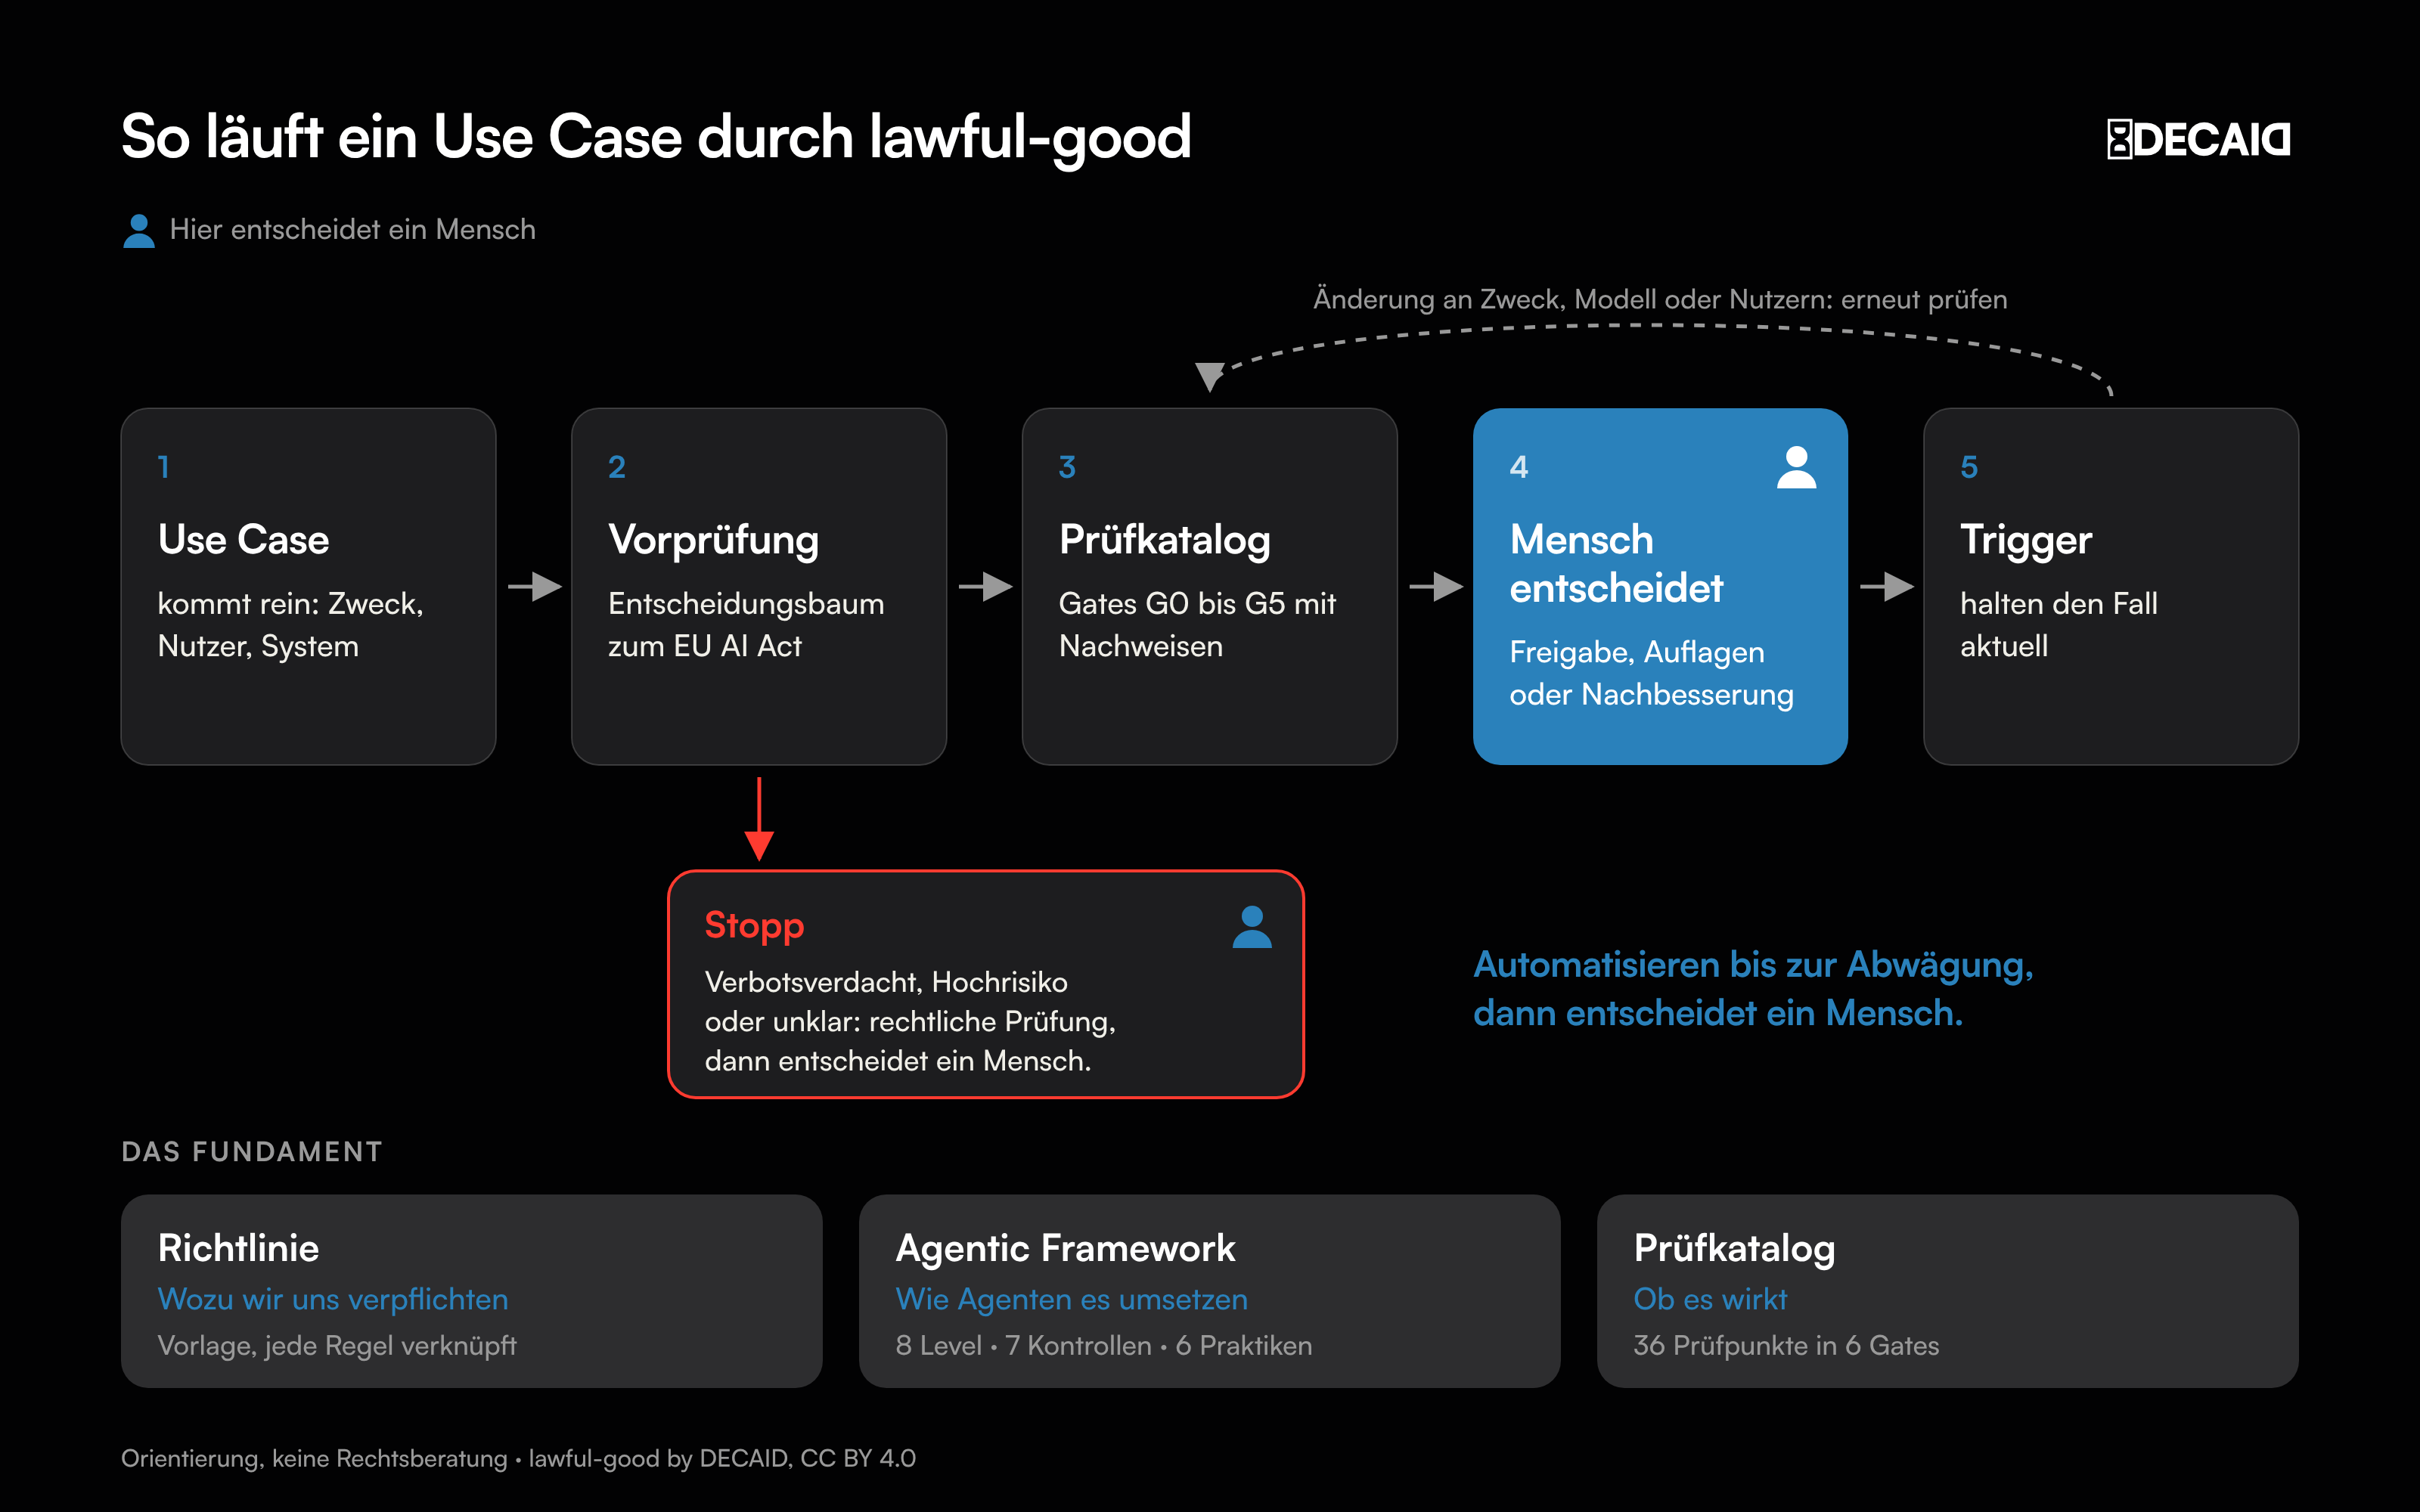 So läuft ein Use Case durch lawful-good
DECAID
Hier entscheidet ein Mensch
Änderung an Zweck, Modell oder Nutzern: erneut prüfen
1
Use Case
kommt rein: Zweck,
Nutzer, System
2
Vorprüfung
Entscheidungsbaum
zum EU AI Act
3
Prüfkatalog
Gates G0 bis G5 mit
Nachweisen
4
Mensch
entscheidet
Freigabe, Auflagen
oder Nachbesserung
5
Trigger
halten den Fall
aktuell
Stopp
Verbotsverdacht, Hochrisiko
oder unklar: rechtliche Prüfung,
dann entscheidet ein Mensch.
Automatisieren bis zur Abwägung,
dann entscheidet ein Mensch.
DAS FUNDAMENT
Richtlinie
Wozu wir uns verpflichten
Vorlage, jede Regel verknüpft
Agentic Framework
Wie Agenten es umsetzen
8 Level · 7 Kontrollen · 6 Praktiken
Prüfkatalog
Ob es wirkt
36 Prüfpunkte in 6 Gates
Orientierung, keine Rechtsberatung · lawful-good by DECAID, CC BY 4.0